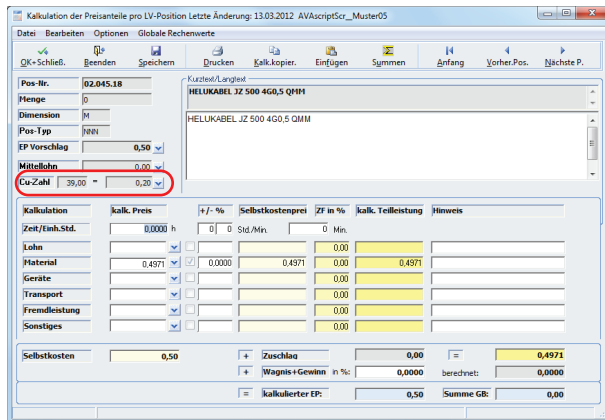 Kalkulation der Preisanteile pro LV-Position Letzte Änderung: 13.03.2012 AVAscriptScr__Muster05
Datei Bearbeiten Optionen Globale Rechenwerte
OK+Schließ. Beenden Speichern Drucken Kalk.kopier. Einfügen Summen Anfang Vorher.Pos. Nächste P.
Pos-Nr. 02.045.18
Menge 0
Dimension M
Pos-Typ NNN
EP Vorschlag 0,50
Mittellohn 0,00
Cu-Zahl 39,00 = 0,20
Kurztext/Langtext
HELUKABEL JZ 500 4G0,5 QMM
HELUKABEL JZ 500 4G0,5 QMM
Kalkulation kalk. Preis +/- % Selbstkostenprei ZF in % kalk. Teilleistung Hinweis
Zeit/Einh.Std. 0,0000 h 0 0 Std./Min. 0 Min.
Lohn 0,00
Material 0,4971 0,0000 0,4971 0,00 0,4971
Geräte 0,00
Transport 0,00
Fremdleistung 0,00
Sonstiges 0,00
Selbstkosten 0,50 + Zuschlag 0,00 = 0,4971
+ Wagnis+Gewinn in %: 0,0000 berechnet: 0,0000
= kalkulierter EP: 0,50 Summe GB: 0,00